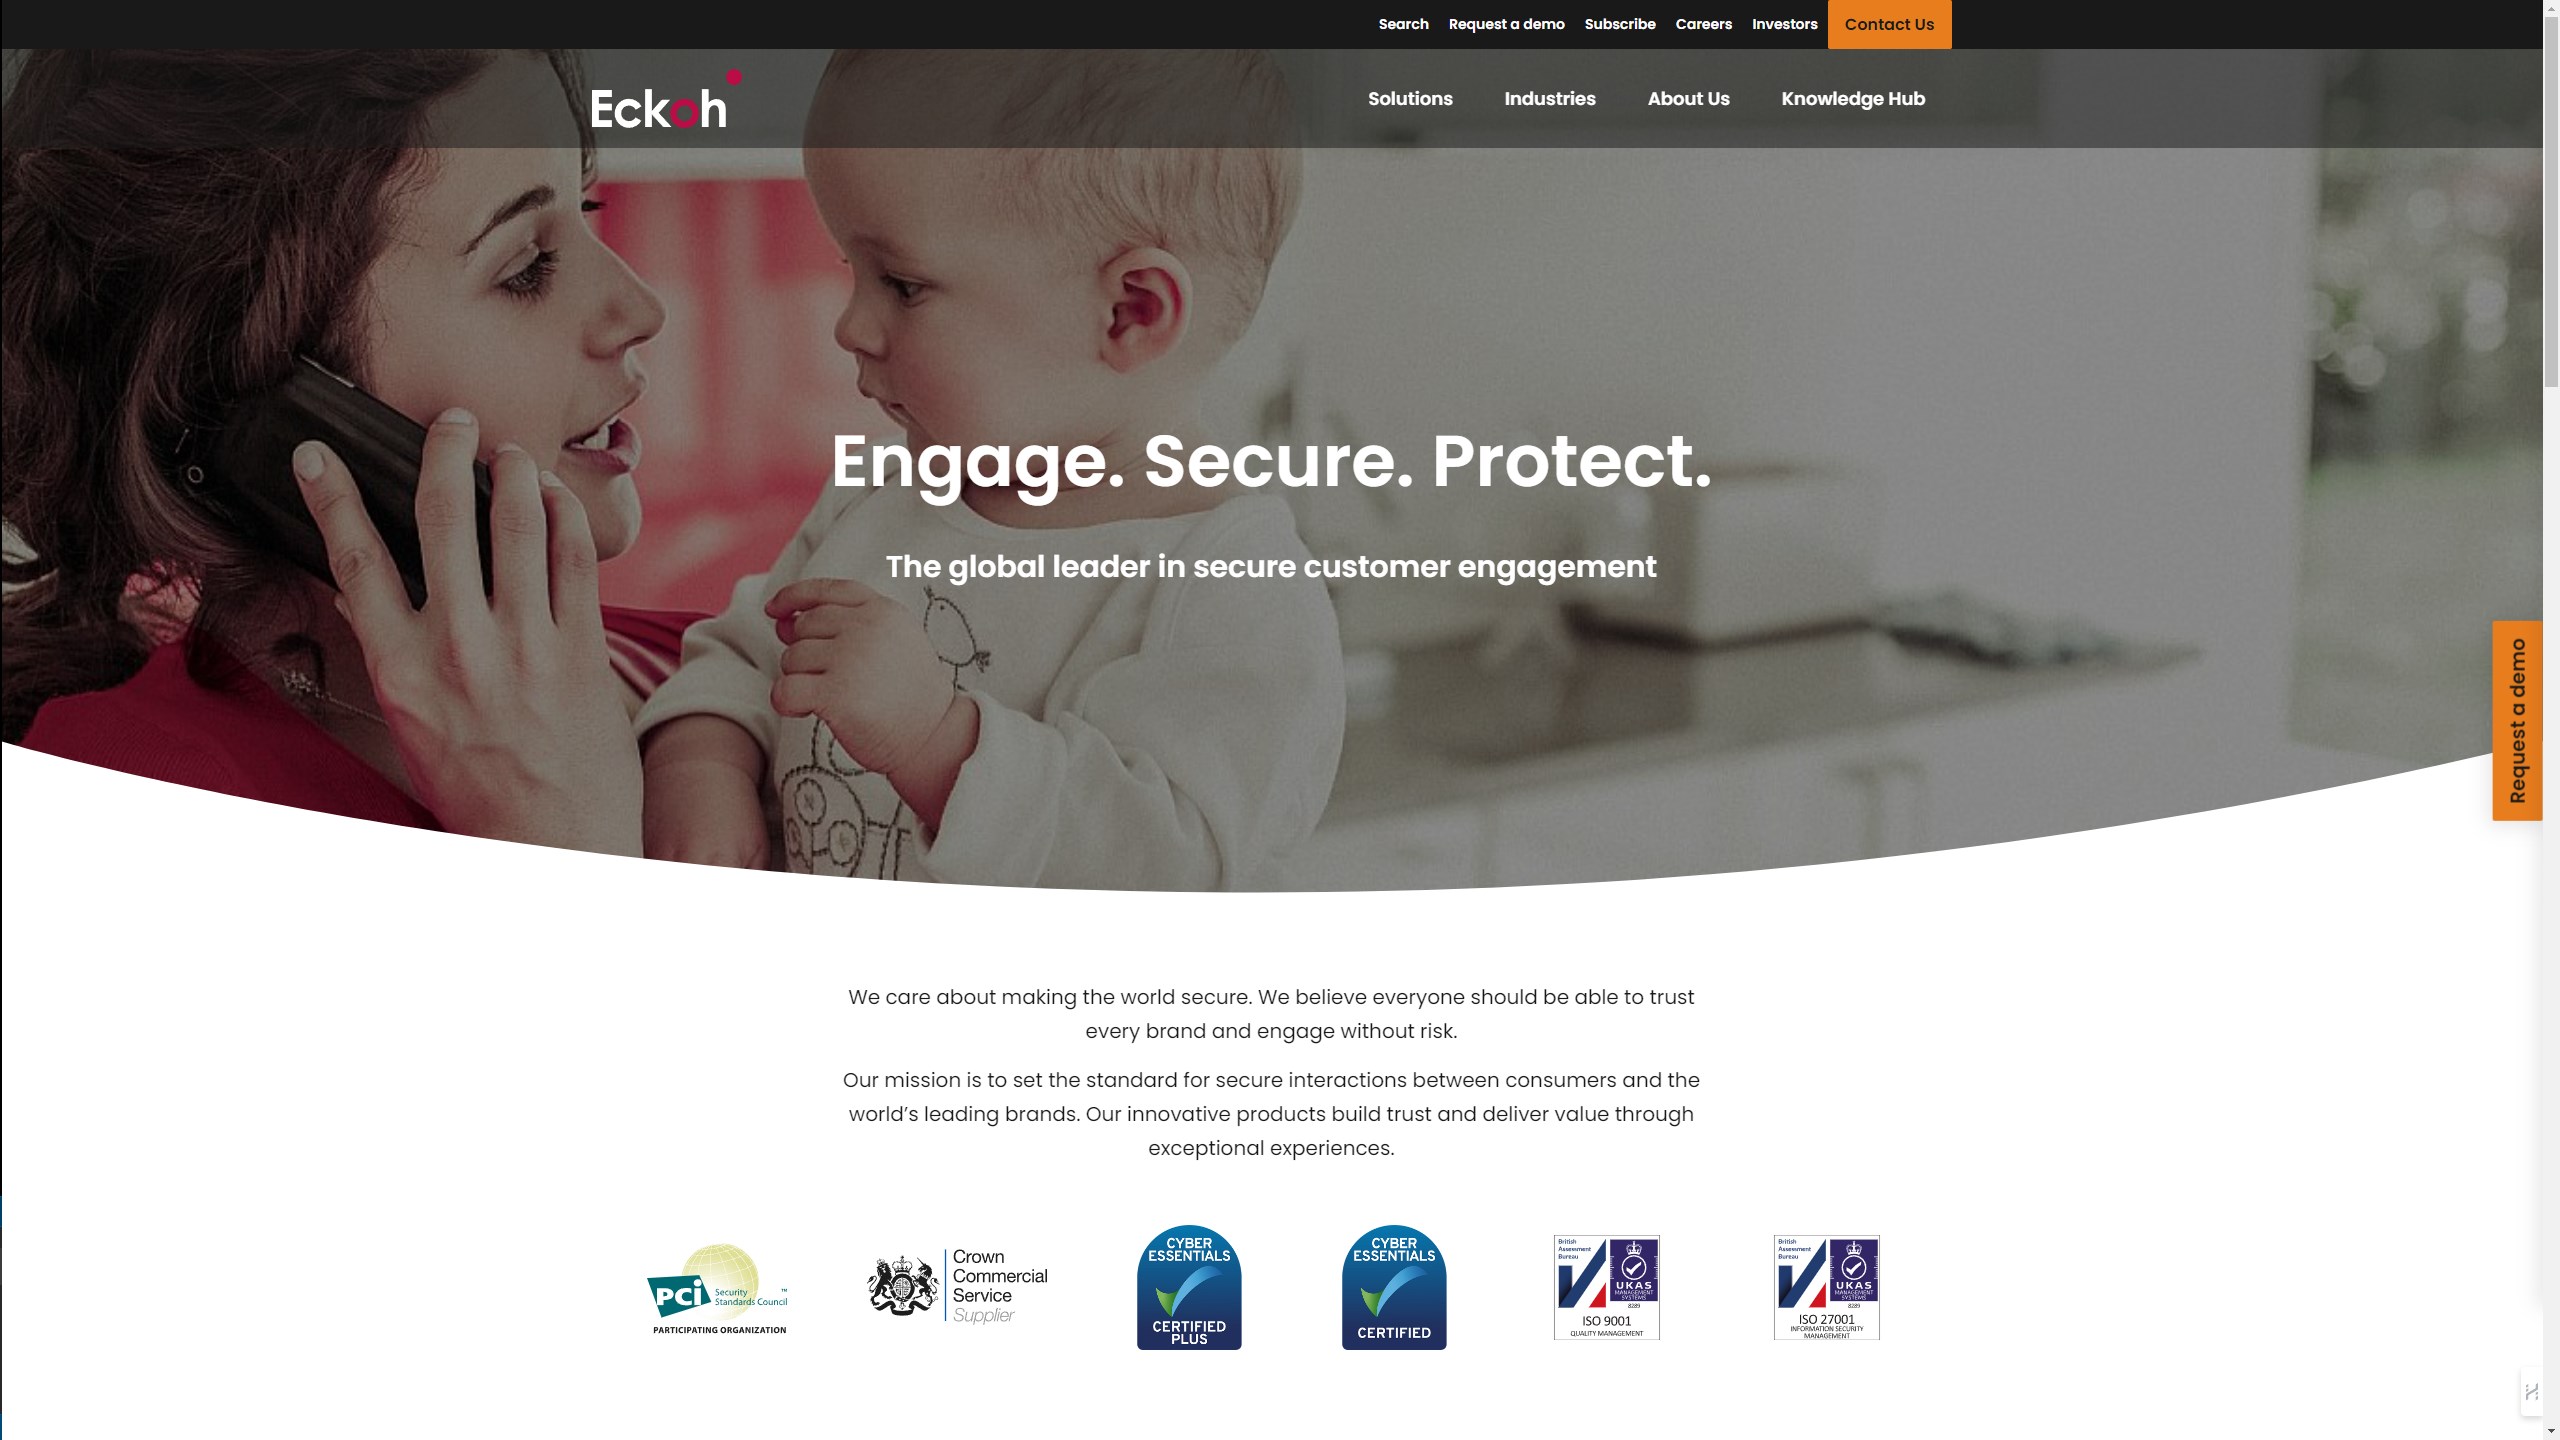 Search Request a demo Subscribe Careers Investors Contact Us
Eckoh
Solutions Industries About Us Knowledge Hub
Engage. Secure. Protect.
The global leader in secure customer engagement
Request a demo
We care about making the world secure. We believe everyone should be able to trust
every brand and engage without risk.
Our mission is to set the standard for secure interactions between consumers and the
world’s leading brands. Our innovative products build trust and deliver value through
exceptional experiences.
PCI Security
Standards Council
™
PARTICIPATING ORGANIZATION
Crown
Commercial
Service
Supplier
CYBER
ESSENTIALS
CERTIFIED
PLUS
CYBER
ESSENTIALS
CERTIFIED
British
Assessment
Bureau
UKAS
MANAGEMENT
SYSTEMS
8289
ISO 9001
QUALITY MANAGEMENT
British
Assessment
Bureau
UKAS
MANAGEMENT
SYSTEMS
8289
ISO 27001
INFORMATION SECURITY
MANAGEMENT